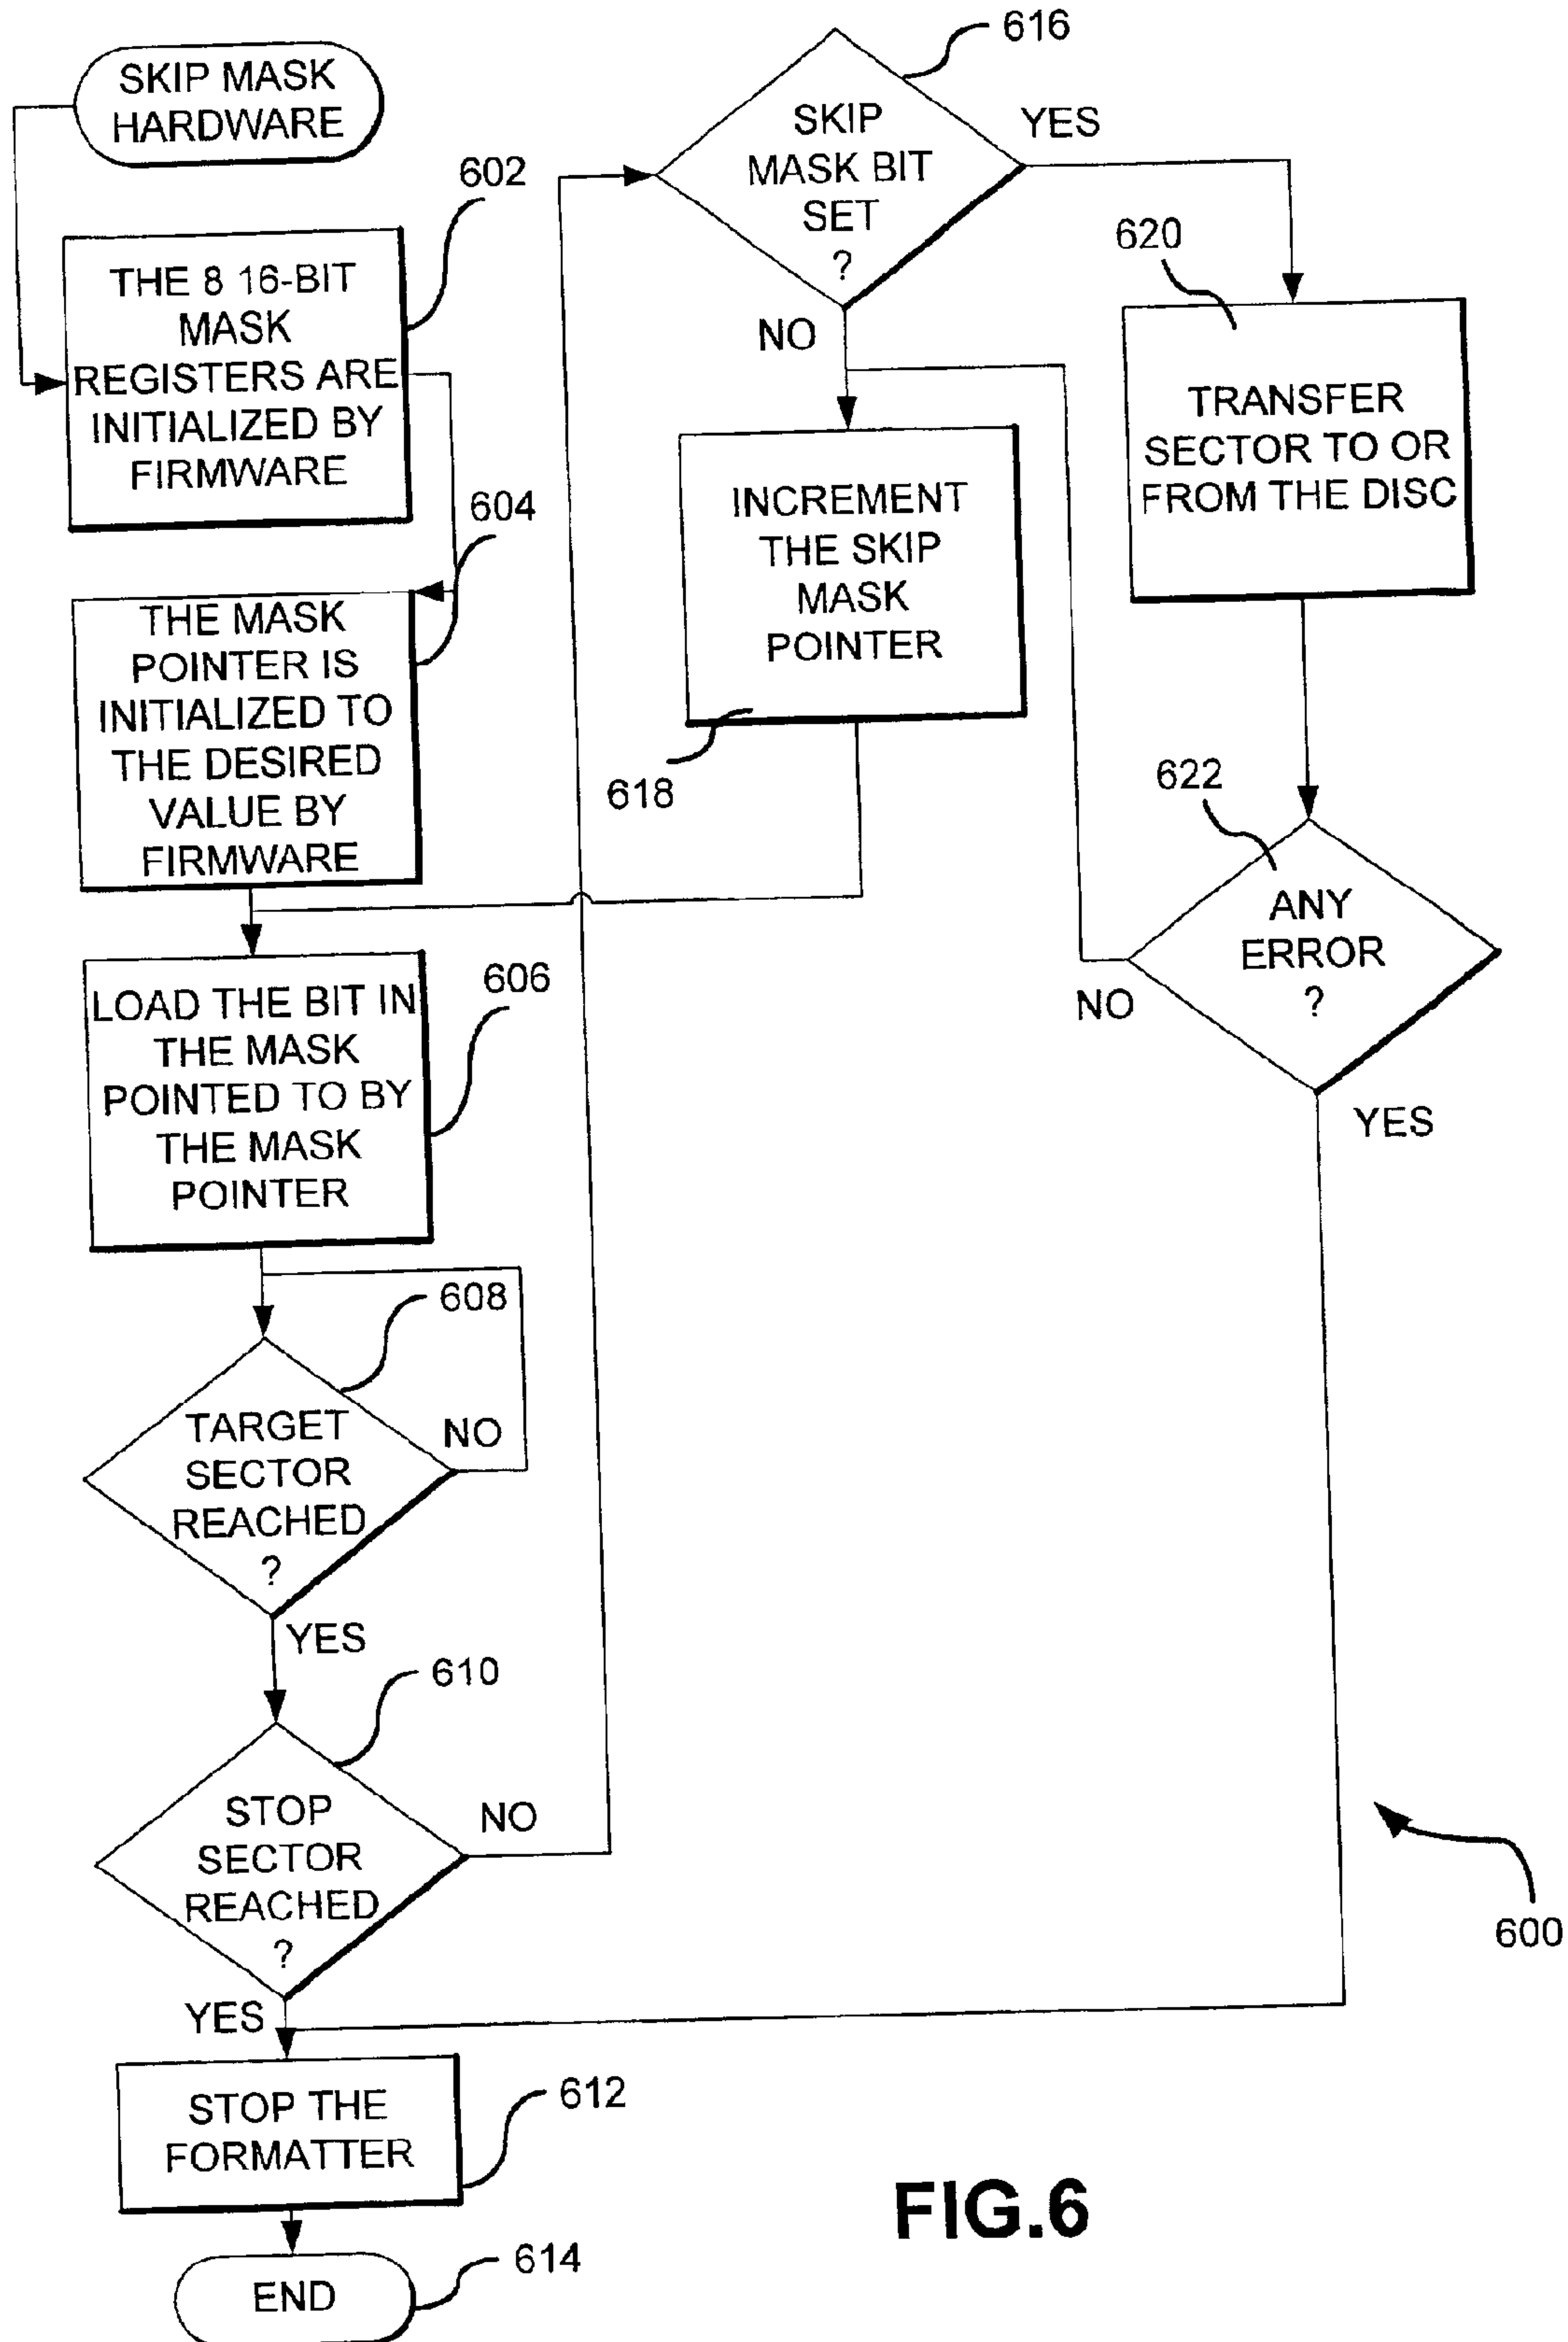 SKIP MASK
HARDWARE
602
THE 8 16-BIT
MASK
REGISTERS ARE
INITIALIZED BY
FIRMWARE
604
THE MASK
POINTER IS
INITIALIZED TO
THE DESIRED
VALUE BY
FIRMWARE
606
LOAD THE BIT IN
THE MASK
POINTED TO BY
THE MASK
POINTER
608
TARGET
SECTOR
REACHED
?
NO
YES
610
STOP
SECTOR
REACHED
?
NO
YES
612
STOP THE
FORMATTER
614
END
616
SKIP
MASK BIT
SET
?
YES
NO
INCREMENT
THE SKIP
MASK
POINTER
618
620
TRANSFER
SECTOR TO OR
FROM THE DISC
622
ANY
ERROR
?
NO
YES
600
FIG.6